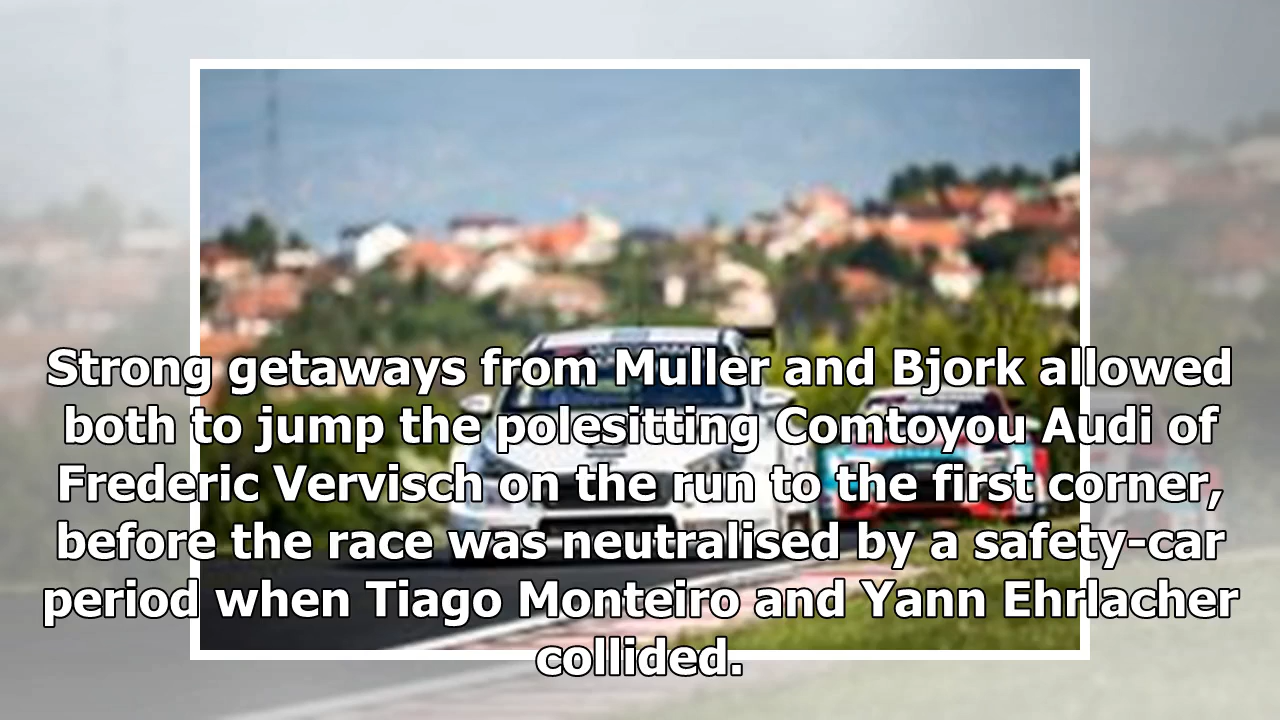 Strong getaways from Muller and Bjork allowed
both to jump the polesitting Comtoyou Audi of
Frederic Vervisch on the run to the first corner,
before the race was neutralised by a safety-car
period when Tiago Monteiro and Yann Ehrlacher
collided.